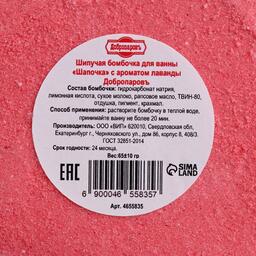 Добропаровъ
Шипучая бомбочка для ванны
«Шапочка» с ароматом лаванды
Добропаровъ
Состав бомбочки: гидрокарбонат натрия,
лимонная кислота, сухое молоко, рапсовое масло, ТВИН-80,
отдушка, пигмент, крахмал.
Способ применения: растворите бомбочку в теплой воде,
принимайте ванну не более 20 мин.
Производитель: ООО «ВИП» 620010, Свердловская обл,
Екатеринбург г., Черняховского ул., дом 86, корпус 8, 408/3.
ГОСТ 32851-2014
Срок годности: 24 месяца.
Вес:65±10 гр
EAC
SIMA
LAND
6 900046 558357
Арт. 4655835